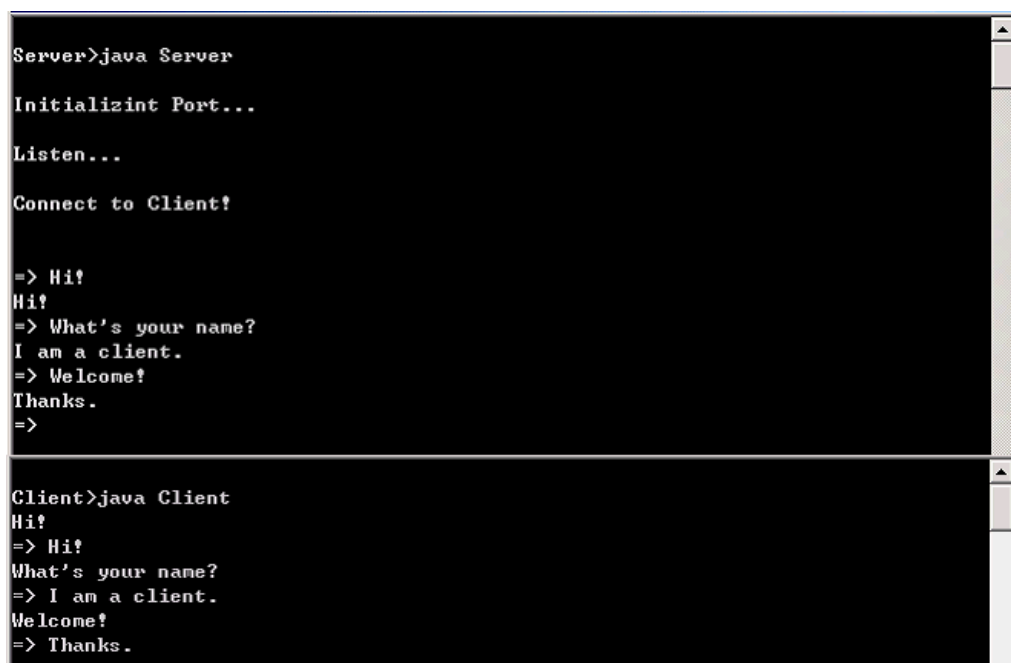 Server>java Server
Initializint Port...
Listen...
Connect to Client!
=> Hi!
Hi!
=> What's your name?
I am a client.
=> Welcome!
Thanks.
=>
Client>java Client
Hi!
=> Hi!
What's your name?
=> I am a client.
Welcome!
=> Thanks.